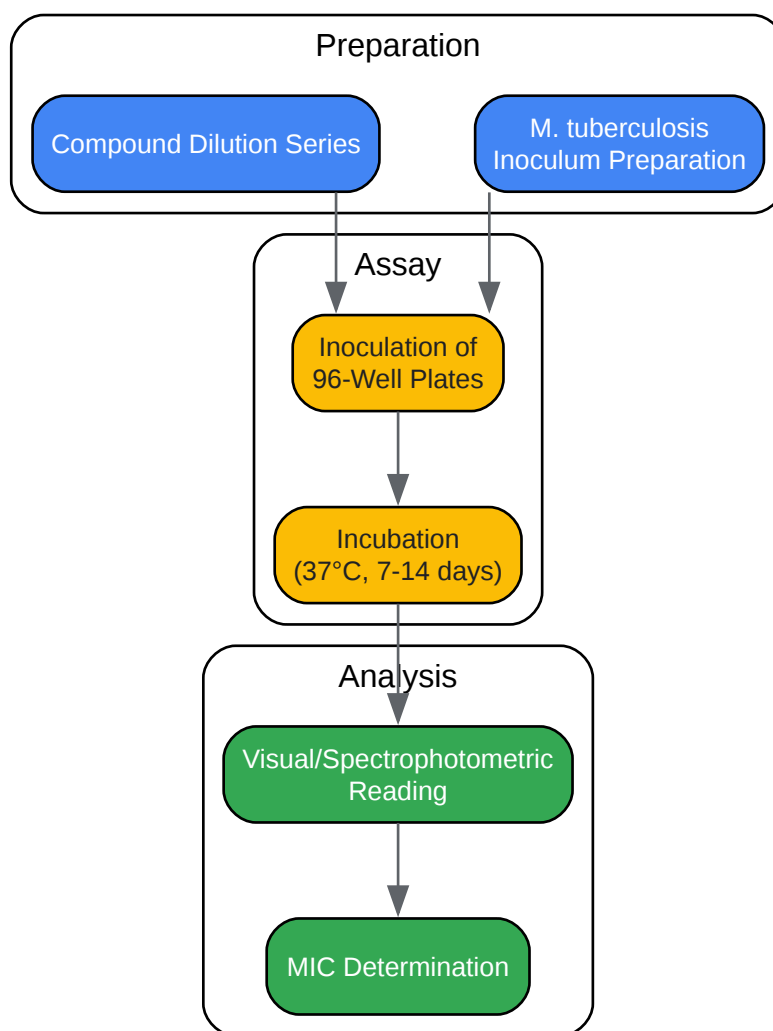 Preparation
Compound Dilution Series
M. tuberculosis
Inoculum Preparation
Assay
Inoculation of
96-Well Plates
Incubation
(37°C, 7-14 days)
Analysis
Visual/Spectrophotometric
Reading
MIC Determination